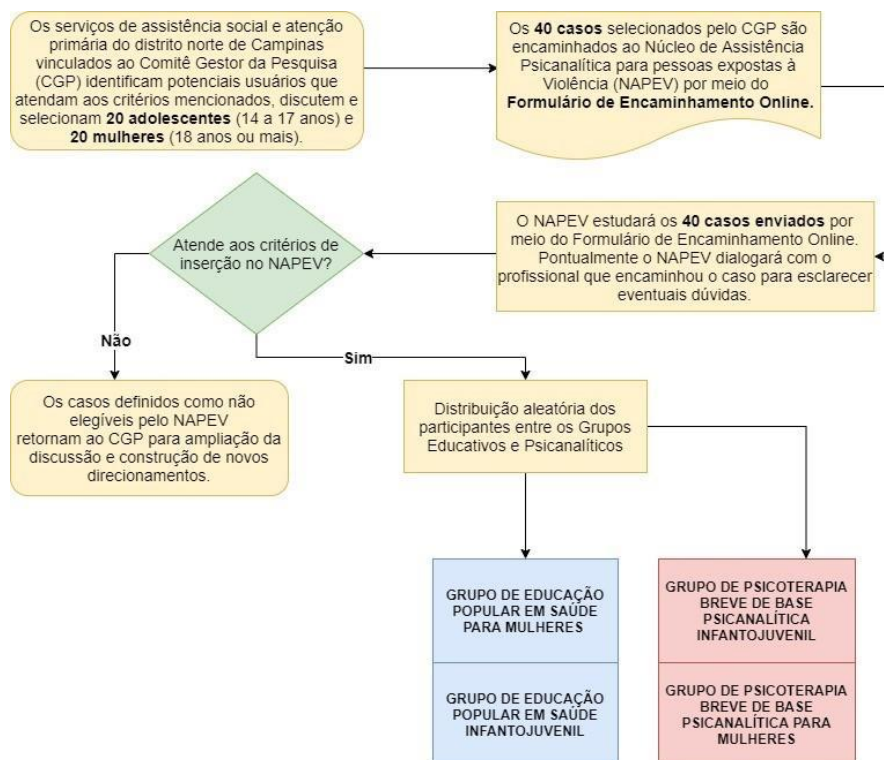 Os serviços de assistência social e atenção
primária do distrito norte de Campinas
vinculados ao Comitê Gestor da Pesquisa
(CGP) identificam potenciais usuários que
atendam aos critérios mencionados, discutem e
selecionam 20 adolescentes (14 a 17 anos) e
20 mulheres (18 anos ou mais).
Os 40 casos selecionados pelo CGP são
encaminhados ao Núcleo de Assistência
Psicanalítica para pessoas expostas à
Violência (NAPEV) por meio do
Formulário de Encaminhamento Online.
O NAPEV estudará os 40 casos enviados por
meio do Formulário de Encaminhamento Online.
Pontualmente o NAPEV dialogará com o
profissional que encaminhou o caso para esclarecer
eventuais dúvidas.
Atende aos critérios de
inserção no NAPEV?
Não
Sim
Os casos definidos como não
elegíveis pelo NAPEV
retornam ao CGP para ampliação da
discussão e construção de novos
direcionamentos.
Distribuição aleatória dos
participantes entre os Grupos
Educativos e Psicanalíticos
GRUPO DE EDUCAÇÃO
POPULAR EM SAÚDE
PARA MULHERES
GRUPO DE EDUCAÇÃO
POPULAR EM SAÚDE
INFANTOJUVENIL
GRUPO DE PSICOTERAPIA
BREVE DE BASE
PSICANALÍTICA
INFANTOJUVENIL
GRUPO DE PSICOTERAPIA
BREVE DE BASE
PSICANALÍTICA PARA
MULHERES